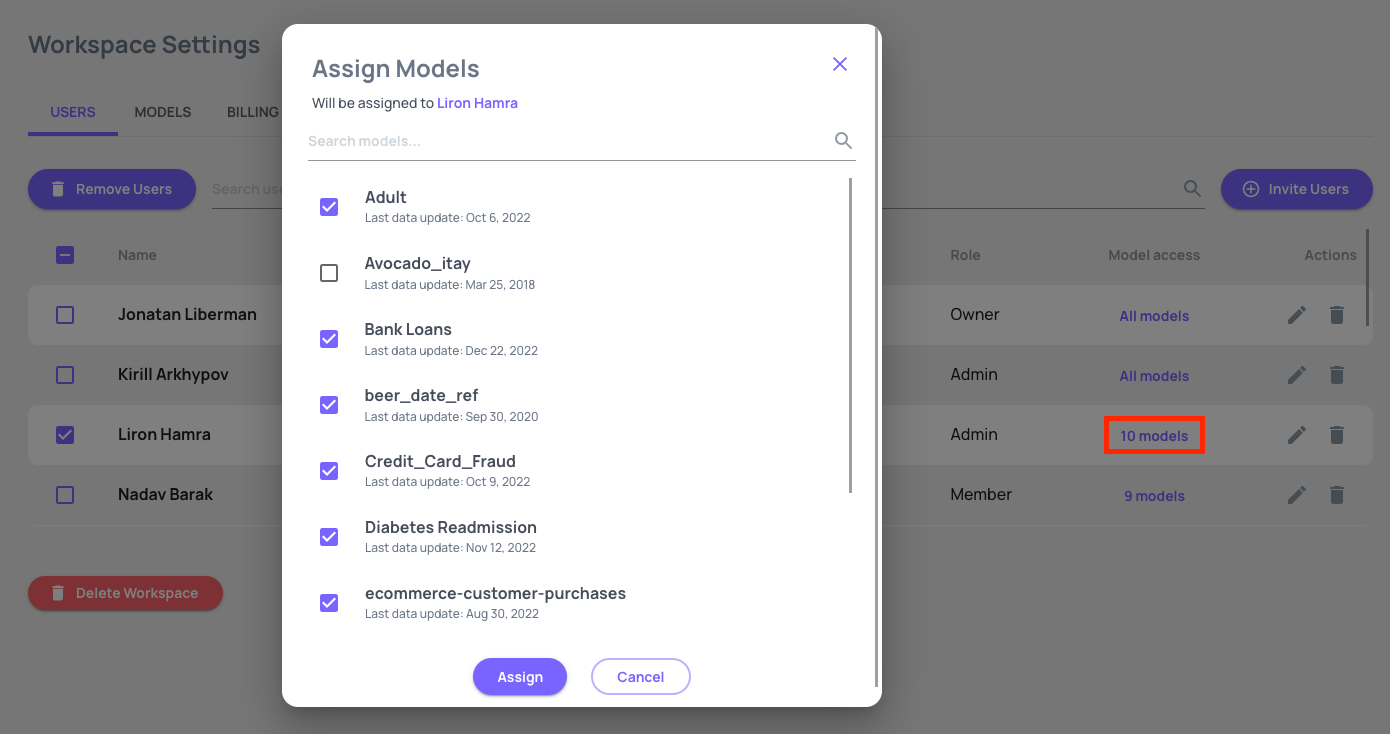 Workspace Settings
USERS MODELS BILLING
Remove Users
Search use
Invite Users
Name Role Model access Actions
Jonatan Liberman Owner All models
Kirill Arkhypov Admin All models
Liron Hamra Admin 10 models
Nadav Barak Member 9 models
Delete Workspace
Assign Models
Will be assigned to Liron Hamra
Search models...
Adult
Last data update: Oct 6, 2022
Avocado_itay
Last data update: Mar 25, 2018
Bank Loans
Last data update: Dec 22, 2022
beer_date_ref
Last data update: Sep 30, 2020
Credit_Card_Fraud
Last data update: Oct 9, 2022
Diabetes Readmission
Last data update: Nov 12, 2022
ecommerce-customer-purchases
Last data update: Aug 30, 2022
Assign Cancel